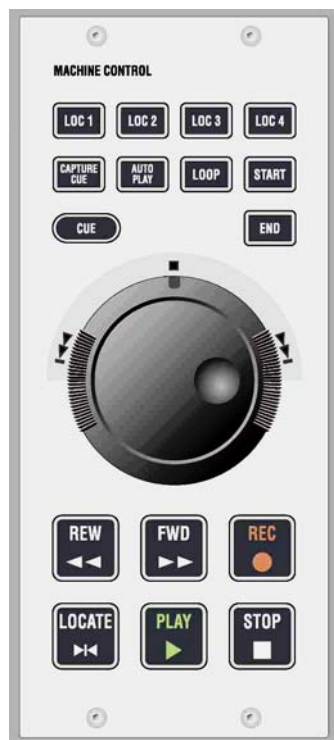 MACHINE CONTROL
LOC 1 LOC 2 LOC 3 LOC 4
CAPTURE CUE AUTO PLAY LOOP START
CUE END
REW FWD REC
LOCATE PLAY STOP